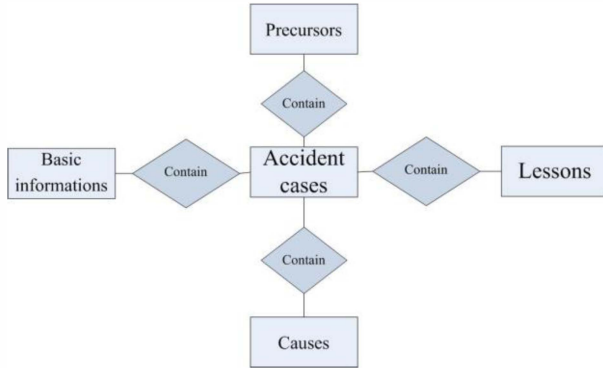 Precursors
Contain
Basic
informations
Contain
Accident
cases
Contain
Lessons
Contain
Causes